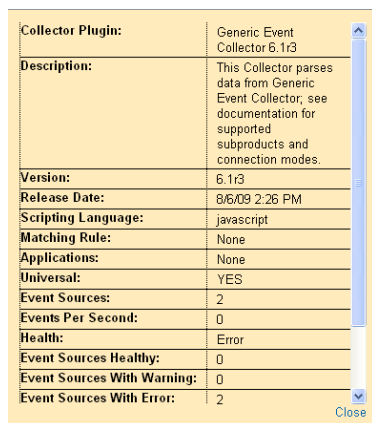 Collector Plugin: Generic Event
Collector 6.1r3
Description: This Collector parses
data from Generic
Event Collector; see
documentation for
supported
subproducts and
connection modes.
Version: 6.1r3
Release Date: 8/6/09 2:26 PM
Scripting Language: javascript
Matching Rule: None
Applications: None
Universal: YES
Event Sources: 2
Events Per Second: 0
Health: Error
Event Sources Healthy: 0
Event Sources With Warning: 0
Event Sources With Error: 2
Close